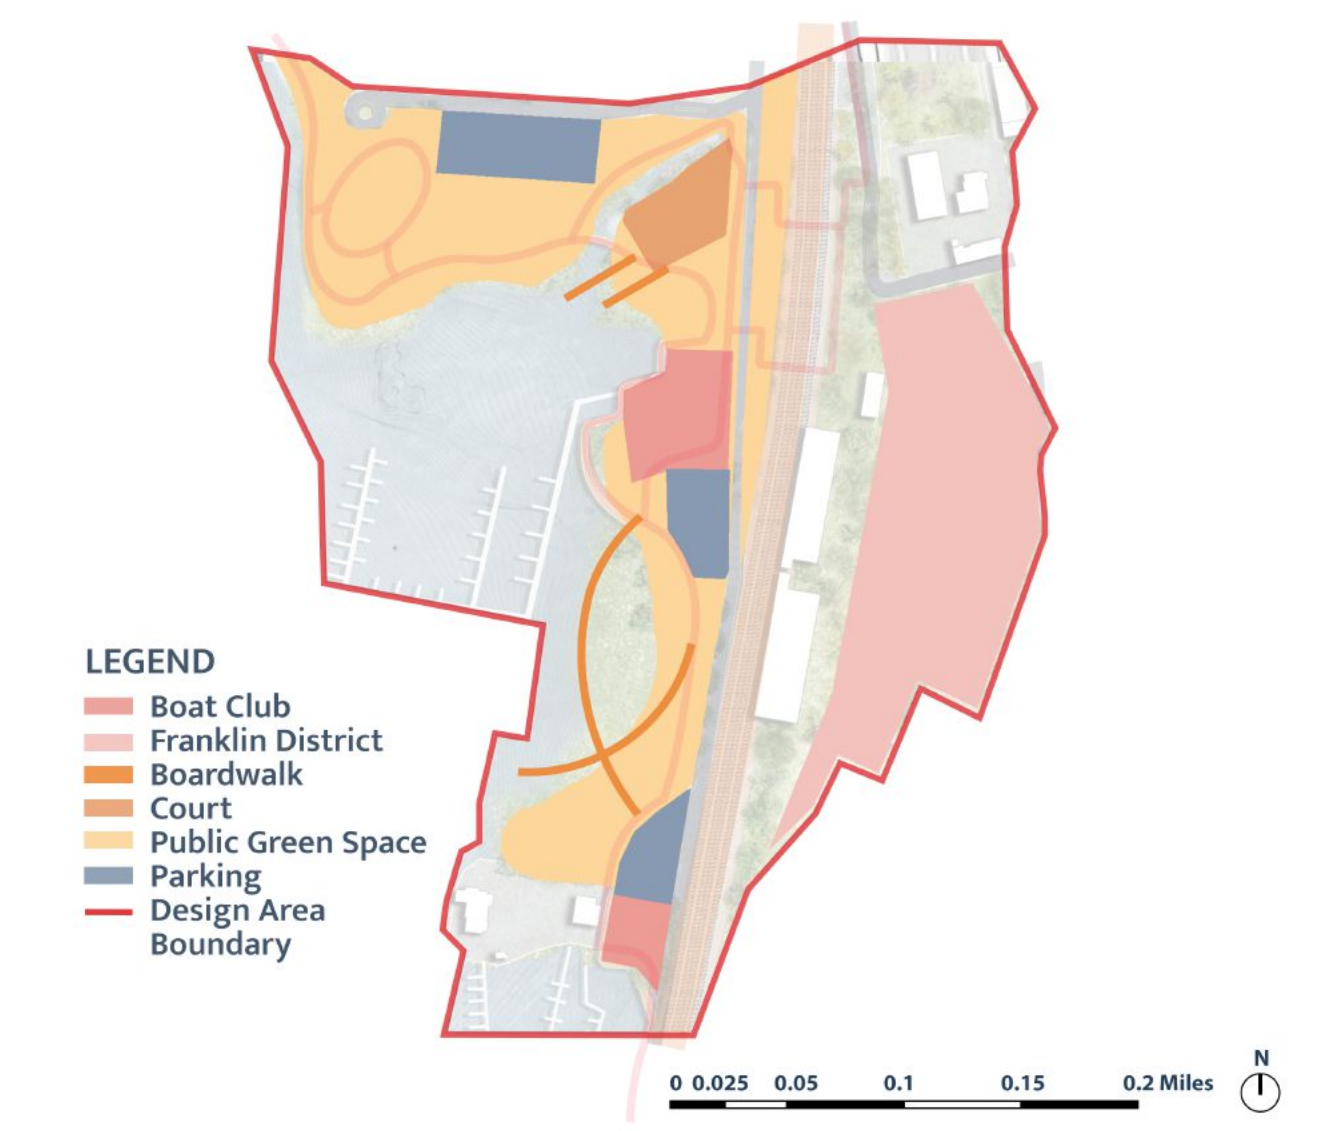 LEGEND
Boat Club
Franklin District
Boardwalk
Court
Public Green Space
Parking
Design Area
Boundary
N
0 0.025 0.05 0.1 0.15 0.2 Miles